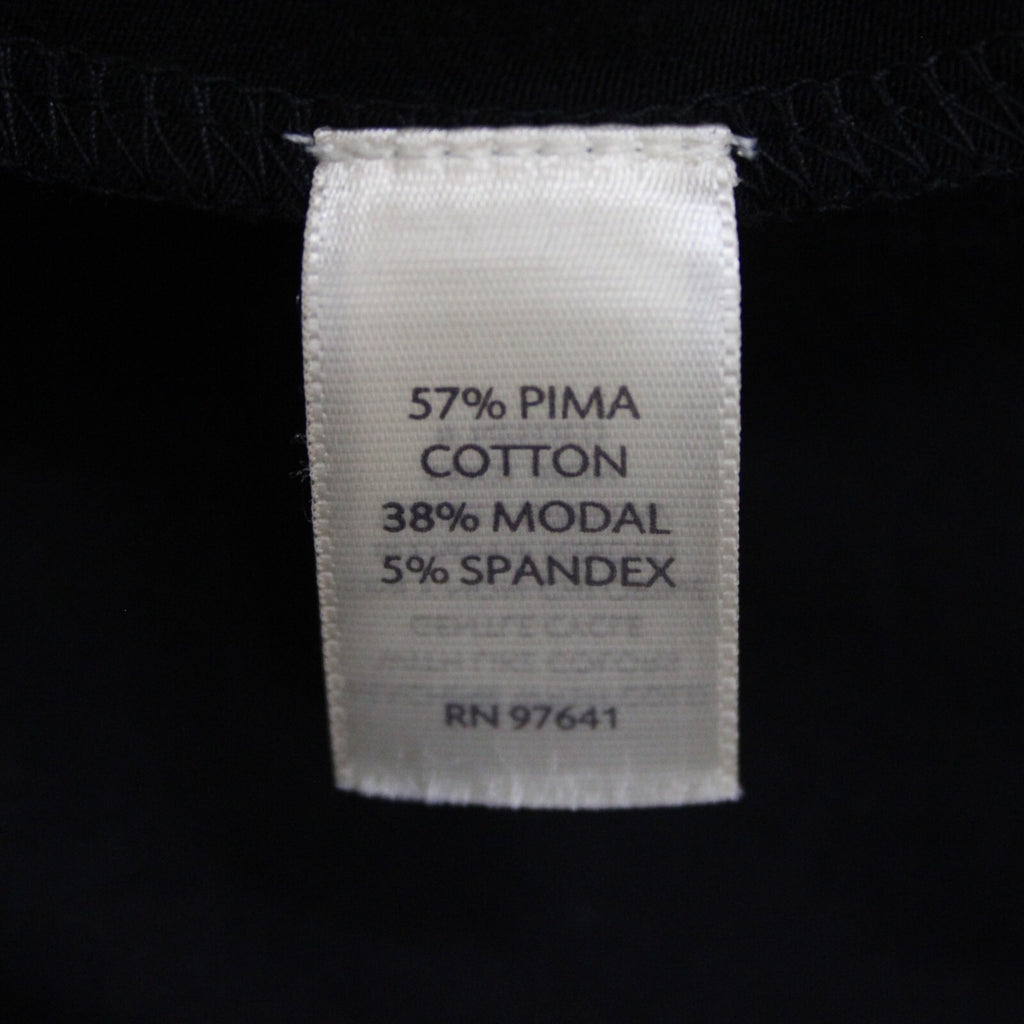 57% PIMA
COTTON
38% MODAL
5% SPANDEX
RN 97641